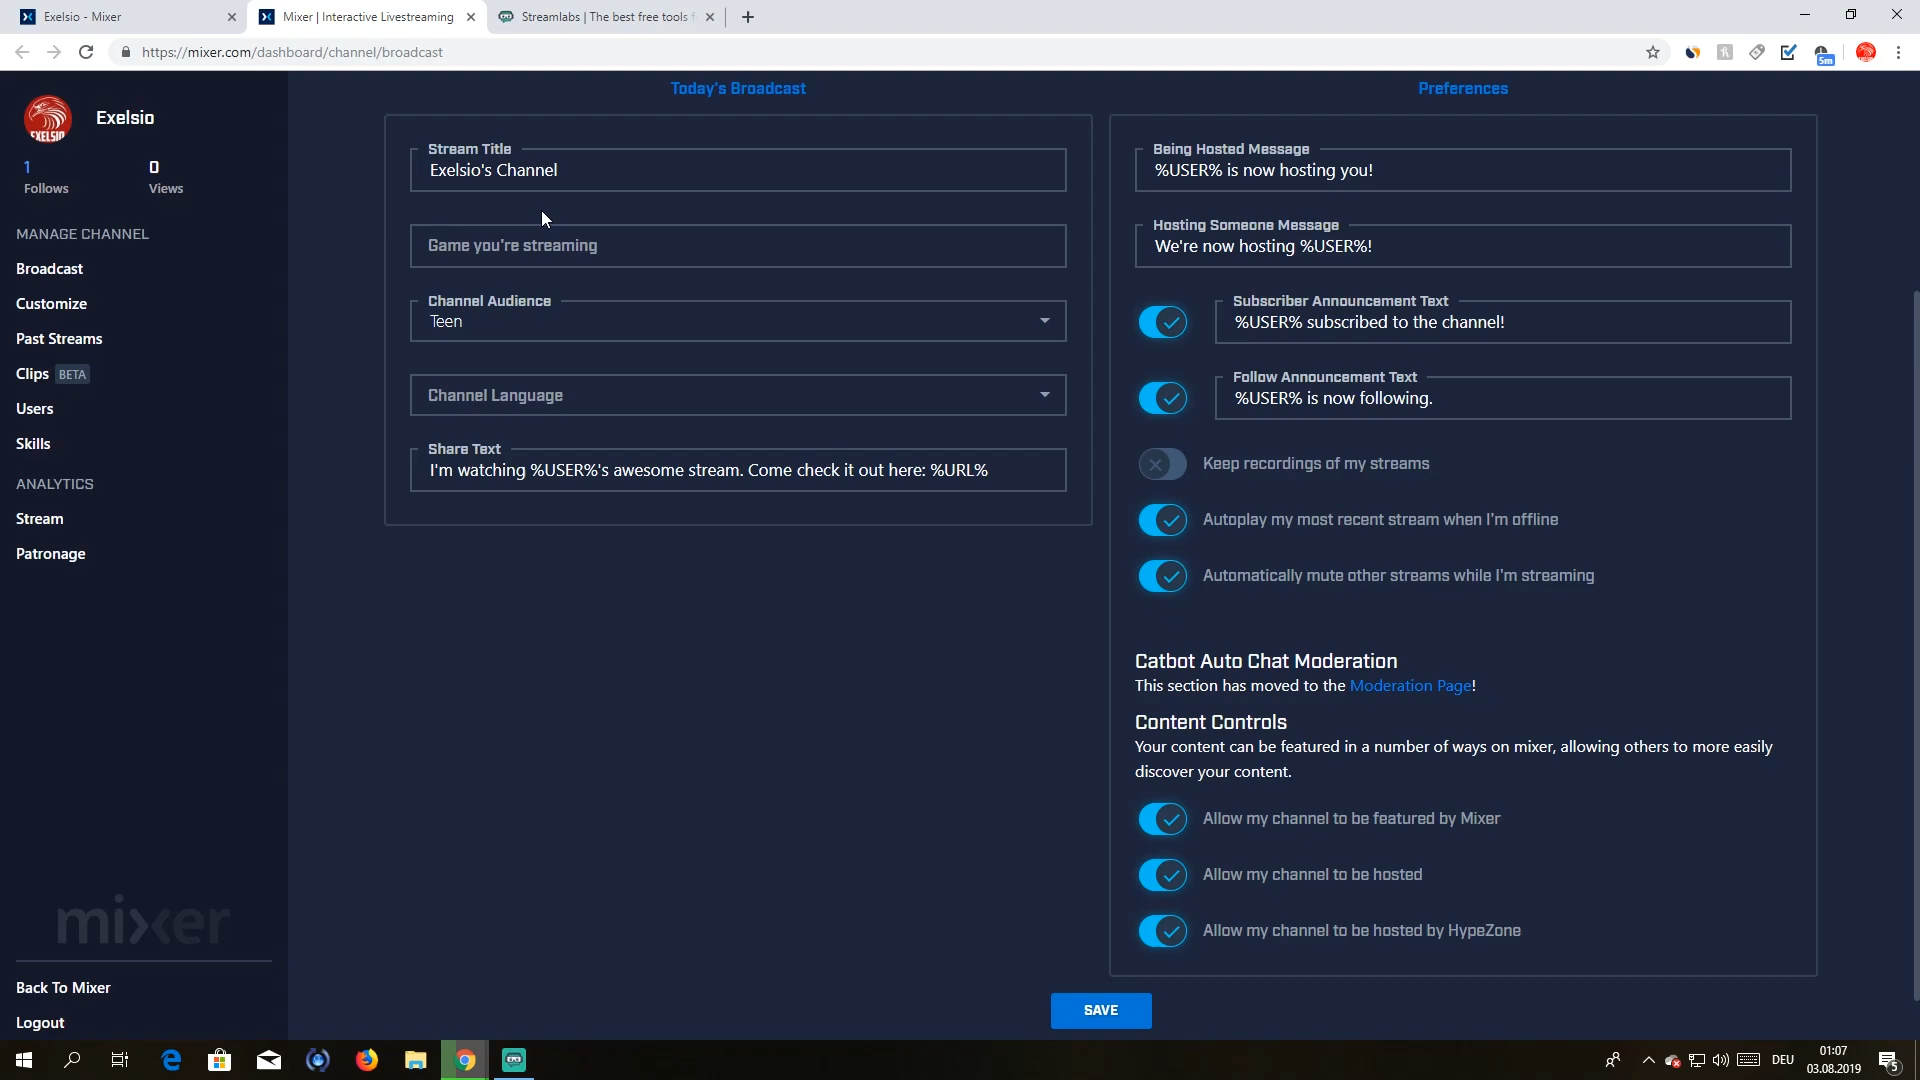 Exelsio - Mixer
Mixer | Interactive Livestreaming
Streamlabs | The best free tools f
https://mixer.com/dashboard/channel/broadcast
5m
EXELSIO
Exelsio
1
0
Follows
Views
MANAGE CHANNEL
Broadcast
Customize
Past Streams
Clips BETA
Users
Skills
ANALYTICS
Stream
Patronage
mixer
Back To Mixer
Logout
Today's Broadcast
Stream Title
Exelsio's Channel
Game you're streaming
Channel Audience
Teen
Channel Language
Share Text
I'm watching %USER%'s awesome stream. Come check it out here: %URL%
Preferences
Being Hosted Message
%USER% is now hosting you!
Hosting Someone Message
We're now hosting %USER%!
Subscriber Announcement Text
%USER% subscribed to the channel!
Follow Announcement Text
%USER% is now following.
Keep recordings of my streams
Autoplay my most recent stream when I'm offline
Automatically mute other streams while I'm streaming
Catbot Auto Chat Moderation
This section has moved to the Moderation Page!
Content Controls
Your content can be featured in a number of ways on mixer, allowing others to more easily
discover your content.
Allow my channel to be featured by Mixer
Allow my channel to be hosted
Allow my channel to be hosted by HypeZone
SAVE
DEU
01:07
03.08.2019
5